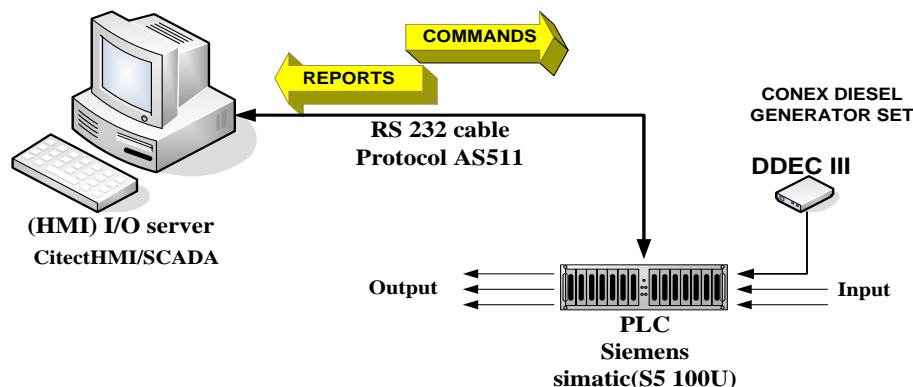 COMMANDS
REPORTS
RS 232 cable
Protocol AS511
CONEX DIESEL
GENERATOR SET
DDEC III
(HMI) I/O server
CitectHMI/SCADA
Output
Input
PLC
Siemens
simatic(S5 100U)